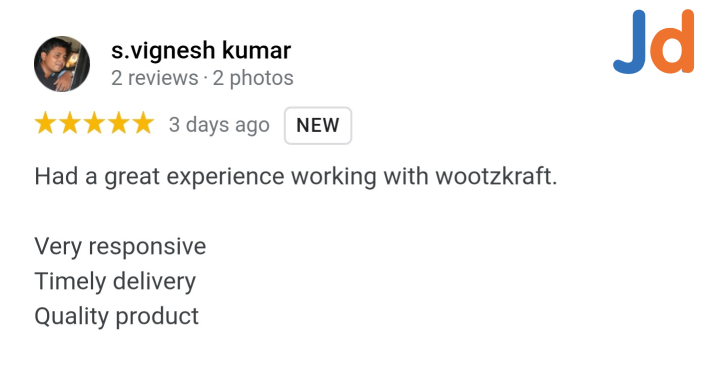 Jd
s.vignesh kumar
2 reviews · 2 photos
★★★★★ 3 days ago NEW
Had a great experience working with wootzkraft.
Very responsive
Timely delivery
Quality product